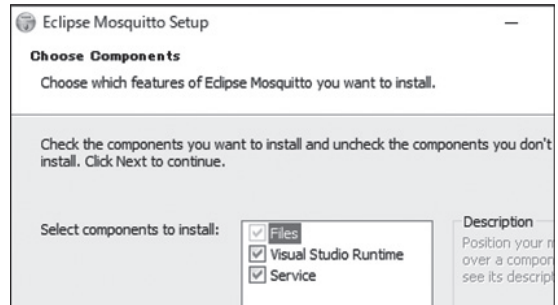 Eclipse Mosquitto Setup
Choose Components
Choose which features of Eclipse Mosquitto you want to install.
Check the components you want to install and uncheck the components you don't
install. Click Next to continue.
Select components to install:
Files
Visual Studio Runtime
Service
Description
Position your
over a
see its